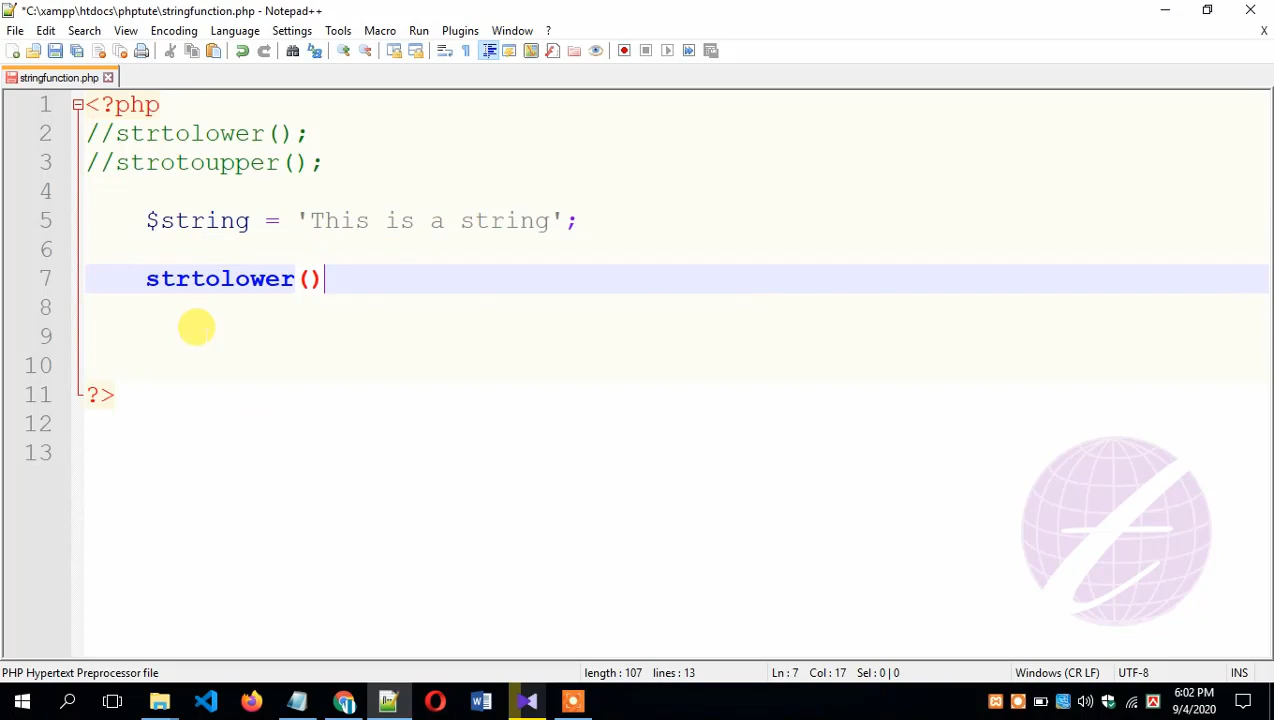 *C:\xampp\htdocs\phptute\stringfunction.php - Notepad++
File Edit Search View Encoding Language Settings Tools Macro Run Plugins Window ? X
stringfunction.php
1 <?php
2 //strtolower();
3 //strotoupper();
4
5 $string = 'This is a string';
6
7 strtolower()
8
9
10
11 ?>
12
13
PHP Hypertext Preprocessor file length : 107 lines : 13 Ln : 7 Col : 17 Sel : 0 | 0 Windows (CR LF) UTF-8 INS
6:02 PM
9/4/2020